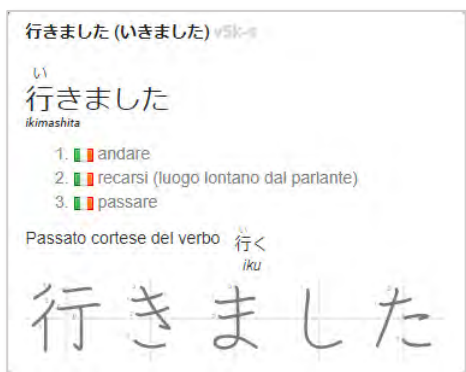 行きました (いきました) v5k-s
い
行きました
ikimashita
1. andare
2. recarsi (luogo lontano dal parlante)
3. passare
い
Passato cortese del verbo 行く
iku
行きました